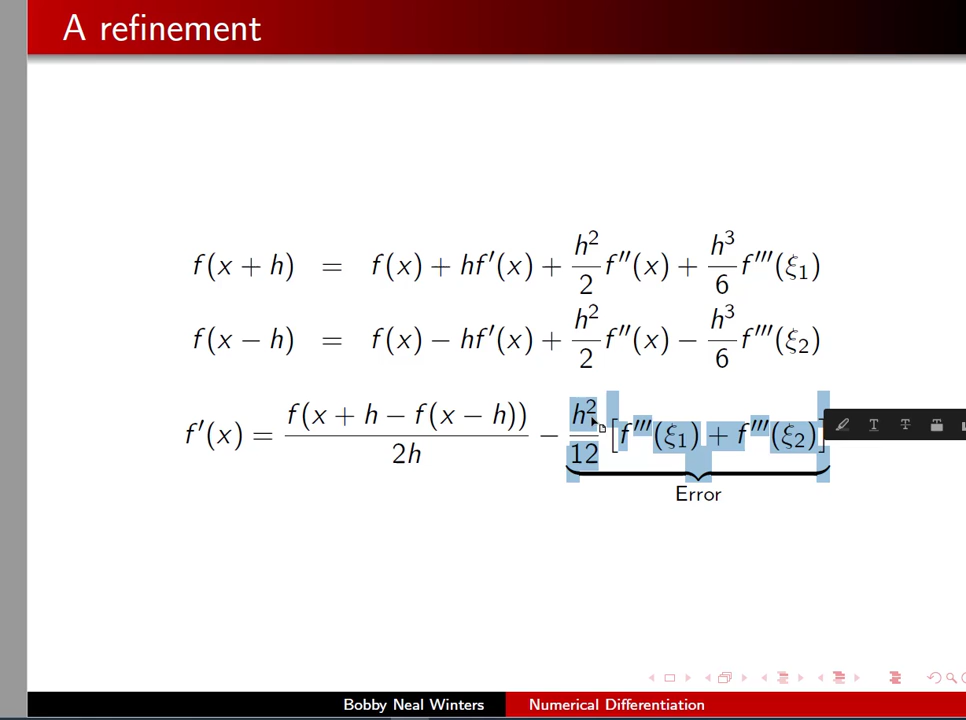 A refinement
f(x + h) = f(x) + hf′(x) + h²/2 f″(x) + h³/6 f‴(ξ₁)
f(x − h) = f(x) − hf′(x) + h²/2 f″(x) − h³/6 f‴(ξ₂)
f′(x) = f(x + h − f(x − h))/2h − h²/12 [f‴(ξ₁) + f‴(ξ₂)]
Error
Bobby Neal Winters Numerical Differentiation